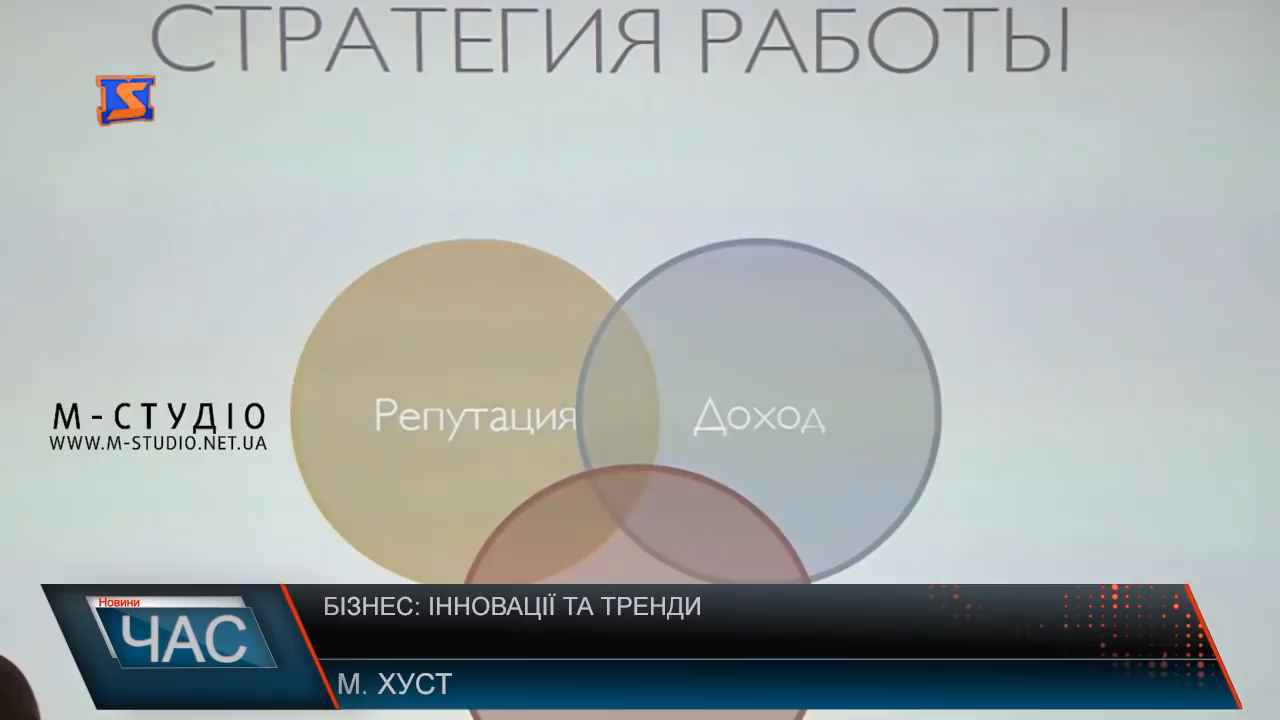 СТРАТЕГИЯ РАБОТЫ
Репутация
Доход
М-СТУДІО
WWW.M-STUDIO.NET.UA
Новини
ЧАС
БІЗНЕС: ІННОВАЦІЇ ТА ТРЕНДИ
М. ХУСТ